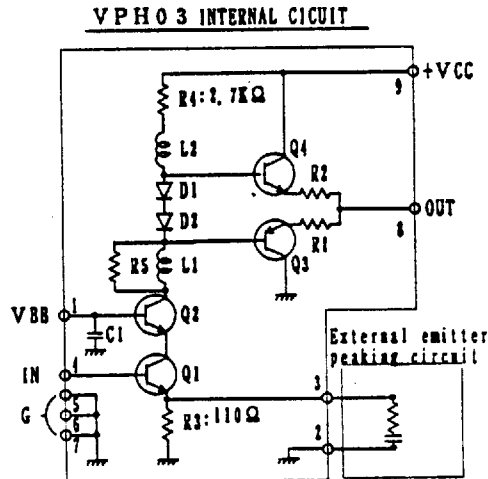 VPH03 INTERNAL CICUIT
+VCC
9
R4:2.7KΩ
L2
Q4
R2
D1
D2
OUT
8
R1
R5
L1
Q3
1
VBB
Q2
C1
External emitter
peaking circuit
IN
4
Q1
3
G
5
6
7
R3:110Ω
2